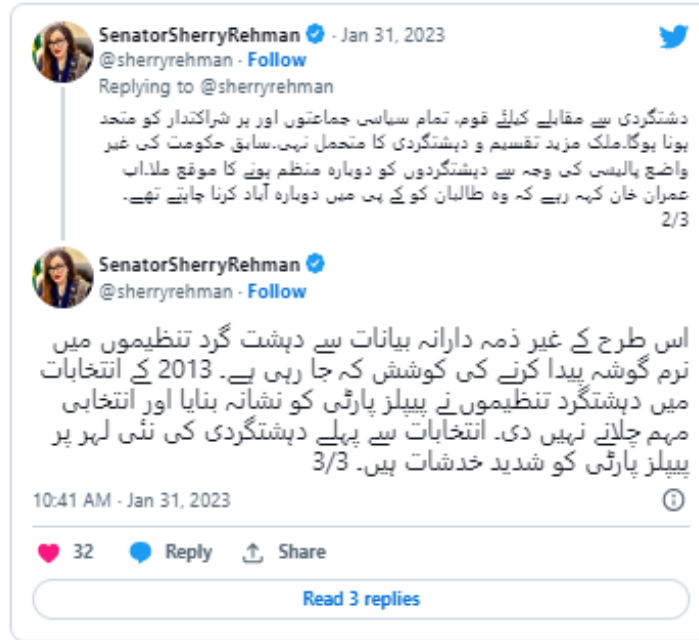 SenatorSherryRehman · Jan 31, 2023
@sherryrehman · Follow
Replying to @sherryrehman
دشتگردی سے مقابلے کیلئے قوم، تمام سیاسی جماعتوں اور ہر شراکتدار کو متحد
ہونا ہوگا۔ملک مزید تقسیم و دہشتگردی کا متحمل نہی۔سابق حکومت کی غیر
واضع پالیسی کی وجہ سے دہشتگردوں کو دوبارہ منظم ہونے کا موقع ملا۔اب
عمران خان کہہ رہے کہ وہ طالبان کو کے پی میں دوبارہ آباد کرنا چاہتے تھے۔
2/3
SenatorSherryRehman
@sherryrehman · Follow
اس طرح کے غیر ذمہ دارانہ بیانات سے دہشت گرد تنظیموں میں
نرم گوشہ پیدا کرنے کی کوشش کہ جا رہی ہے۔ 2013 کے انتخابات
میں دہشتگرد تنظیموں نے پیپلز پارٹی کو نشانہ بنایا اور انتخابی
مہم چلانے نہیں دی۔ انتخابات سے پہلے دہشتگردی کی نئی لہر پر
پیپلز پارٹی کو شدید خدشات ہیں۔ 3/3
10:41 AM · Jan 31, 2023
32 Reply Share
Read 3 replies